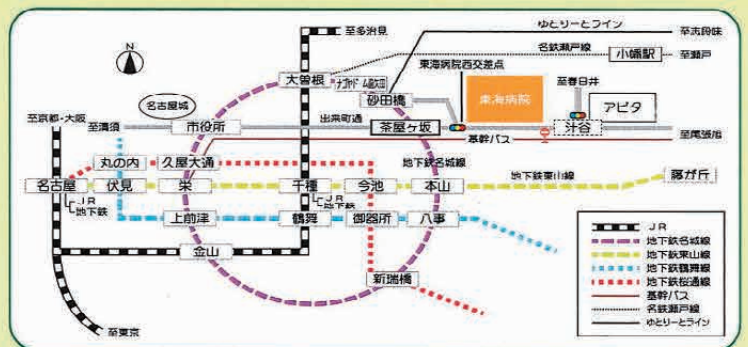 至多治見
ゆとりーとライン
至志段味
名鉄瀬戸線
小幡駅
至瀬戸
N
大曽根
東海病院西交差点
名古屋城
砂田橋
東海病院
至春日井
アピタ
至京都・大阪
至清須
市役所
出来町通
茶屋ヶ坂
汁谷
基幹バス
至尾張旭
丸の内
久屋大通
地下鉄名城線
地下鉄東山線
藤が丘
名古屋
伏見
栄
千種
今池
本山
JR
地下鉄
JR
地下鉄
上前津
鶴舞
御器所
八事
金山
新瑞橋
至東京
JR
地下鉄名城線
地下鉄東山線
地下鉄鶴舞線
地下鉄桜通線
基幹バス
名鉄瀬戸線
ゆとりーとライン